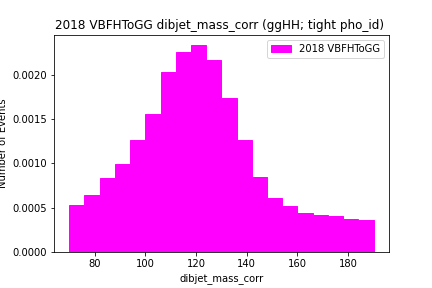 2018 VBFHToGG dibjet_mass_corr (ggHH; tight pho_id)
2018 VBFHToGG
0.0020
0.0015
0.0010
0.0005
0.0000
Number of Events
80 100 120 140 160 180
dibjet_mass_corr